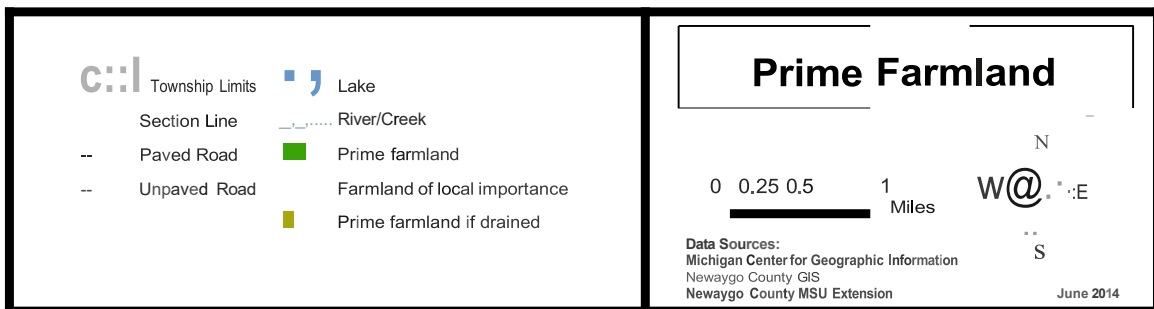 c::l Township Limits
Section Line
-- Paved Road
-- Unpaved Road
Lake
River/Creek
Prime farmland
Farmland of local importance
Prime farmland if drained
Prime Farmland
0 0.25 0.5 1
Miles
N
W@.·.:E
S
Data Sources:
Michigan Center for Geographic Information
Newaygo County GIS
Newaygo County MSU Extension
June 2014